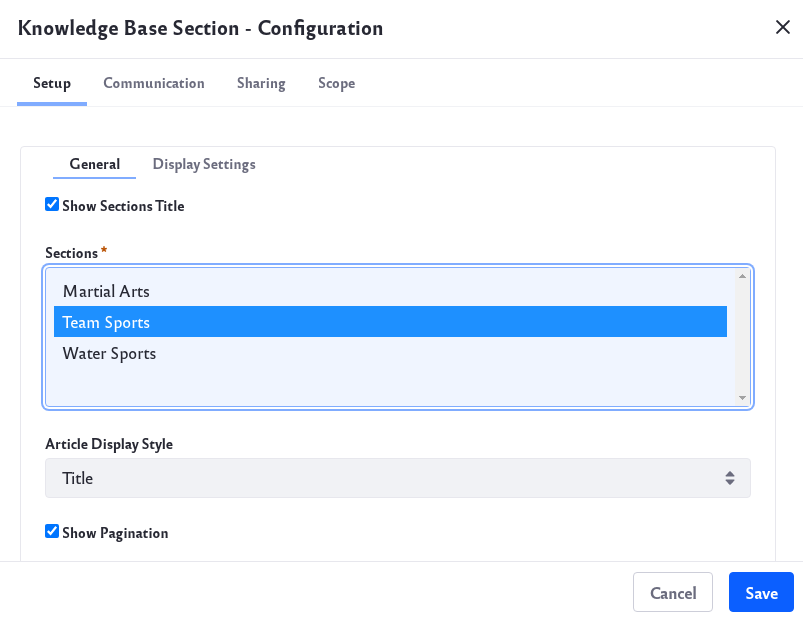 Knowledge Base Section - Configuration
Setup Communication Sharing Scope
General Display Settings
Show Sections Title
Sections *
Martial Arts
Team Sports
Water Sports
Article Display Style
Title
Show Pagination
Cancel Save